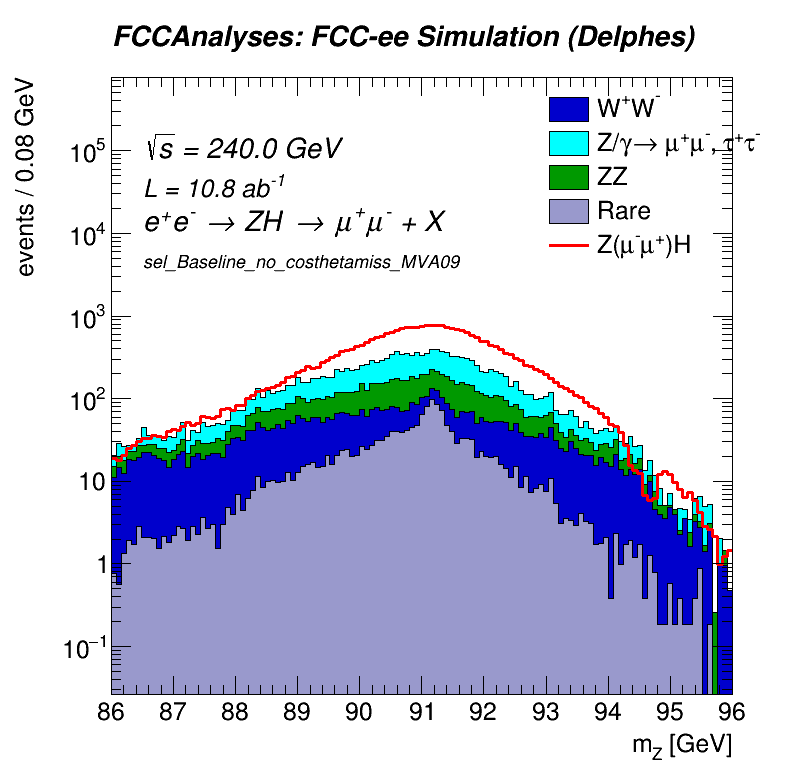 FCCAnalyses: FCC-ee Simulation (Delphes)
events / 0.08 GeV
√s = 240.0 GeV
L = 10.8 ab⁻¹
e⁺e⁻ → ZH → μ⁺μ⁻ + X
sel_Baseline_no_costhetamiss_MVA09
W⁺W⁻
Z/γ→ μ⁺μ⁻, τ⁺τ⁻
ZZ
Rare
Z(μ⁻μ⁺)H
10⁵
10⁴
10³
10²
10
1
10⁻¹
86 87 88 89 90 91 92 93 94 95 96
m_Z [GeV]